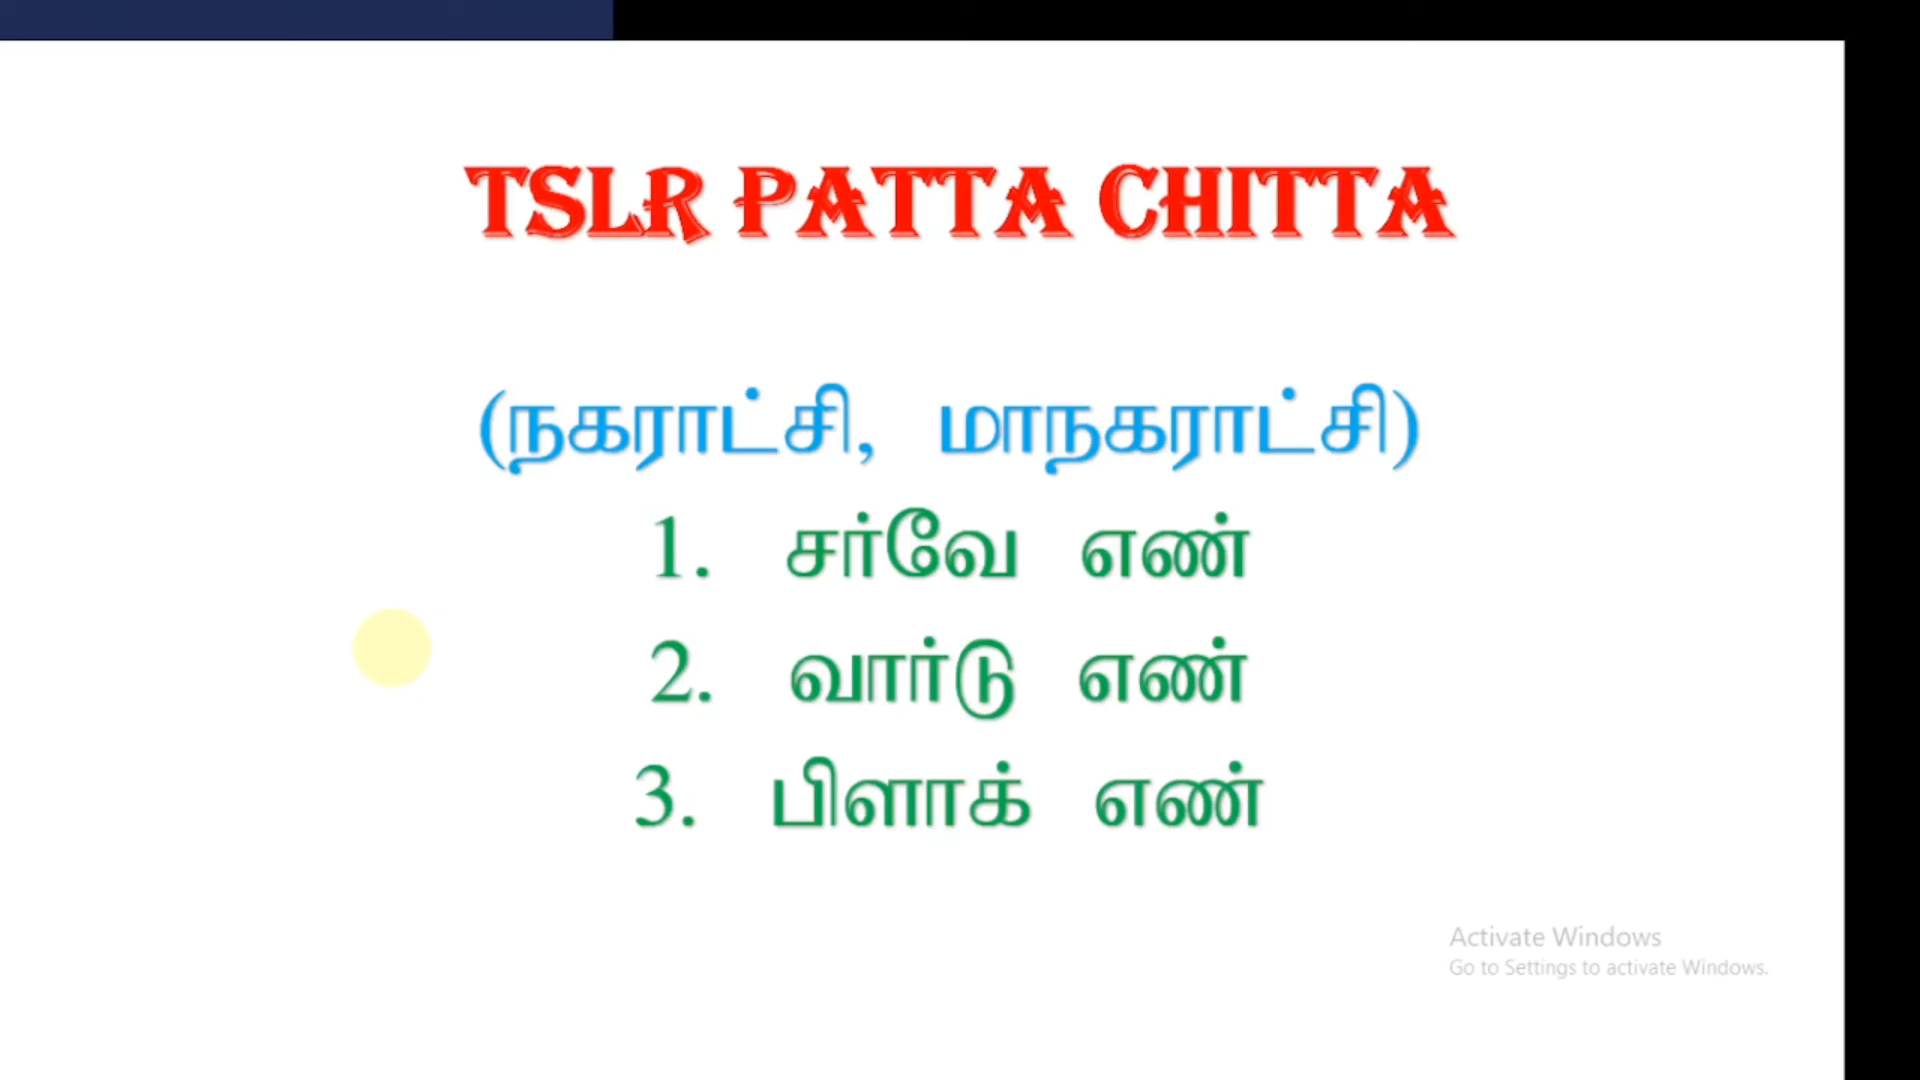 TSLR PATTA CHITTA
(நகராட்சி, மாநகராட்சி)
1. சர்வே எண்
2. வார்டு எண்
3. பிளாக் எண்
Activate Windows
Go to Settings to activate Windows.